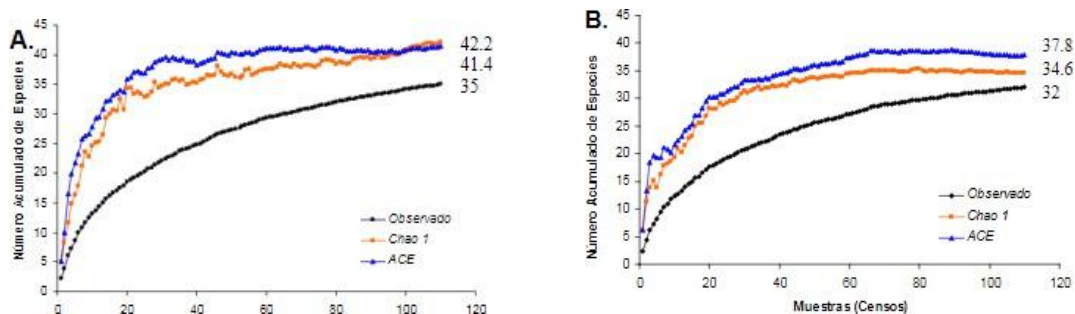 A.
Número Acumulado de Especies
45
40
35
30
25
20
15
10
5
0
0 20 40 60 80 100 120
42.2
41.4
35
Observado
Chao 1
ACE
B.
Número Acumulado de Especies
45
40
35
30
25
20
15
10
5
0
0 20 40 60 80 100 120
Muestras (Censos)
37.8
34.6
32
Observado
Chao 1
ACE